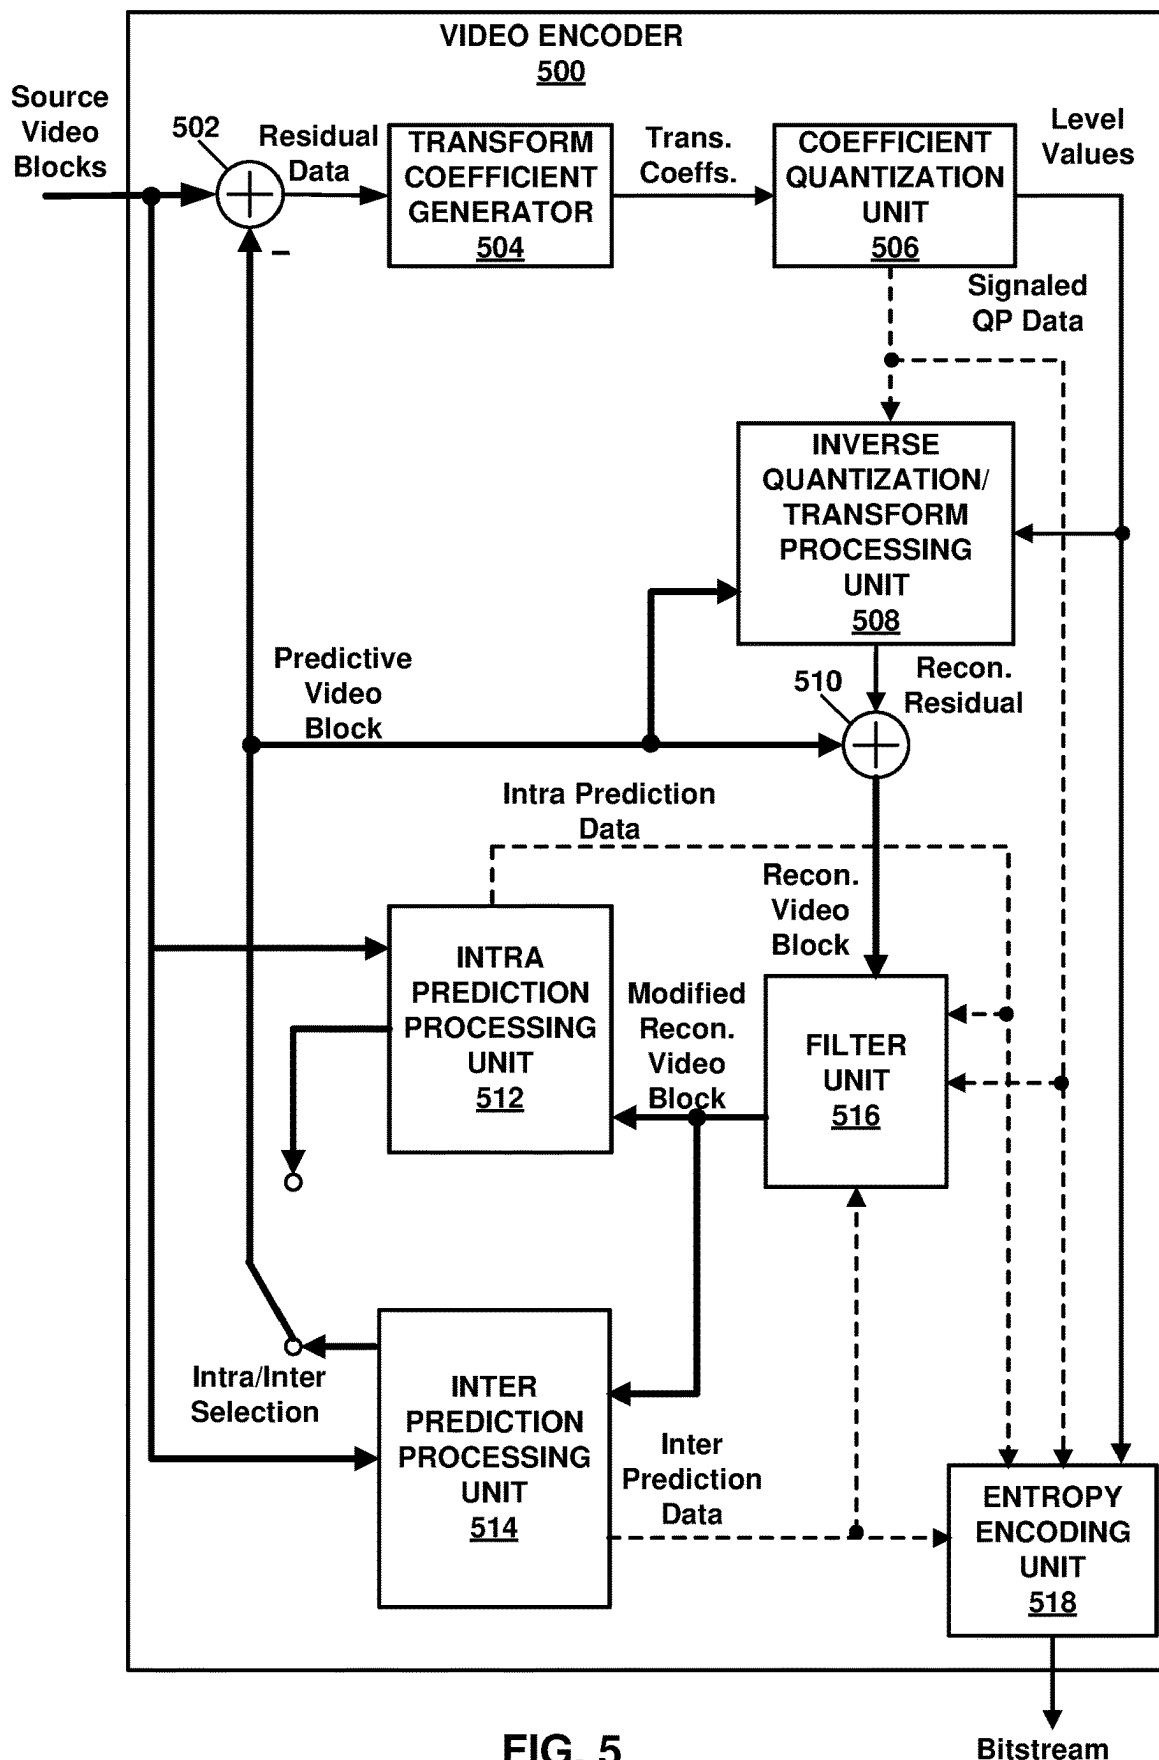 VIDEO ENCODER
500
Source
Video
Blocks
502
Residual
Data
TRANSFORM
COEFFICIENT
GENERATOR
504
Trans.
Coeffs.
COEFFICIENT
QUANTIZATION
UNIT
506
Level
Values
–
Signaled
QP Data
INVERSE
QUANTIZATION/
TRANSFORM
PROCESSING
UNIT
508
Predictive
Video
Block
510
Recon.
Residual
Intra Prediction
Data
Recon.
Video
Block
INTRA
PREDICTION
PROCESSING
UNIT
512
Modified
Recon.
Video
Block
FILTER
UNIT
516
Intra/Inter
Selection
INTER
PREDICTION
PROCESSING
UNIT
514
Inter
Prediction
Data
ENTROPY
ENCODING
UNIT
518
FIG. 5
Bitstream